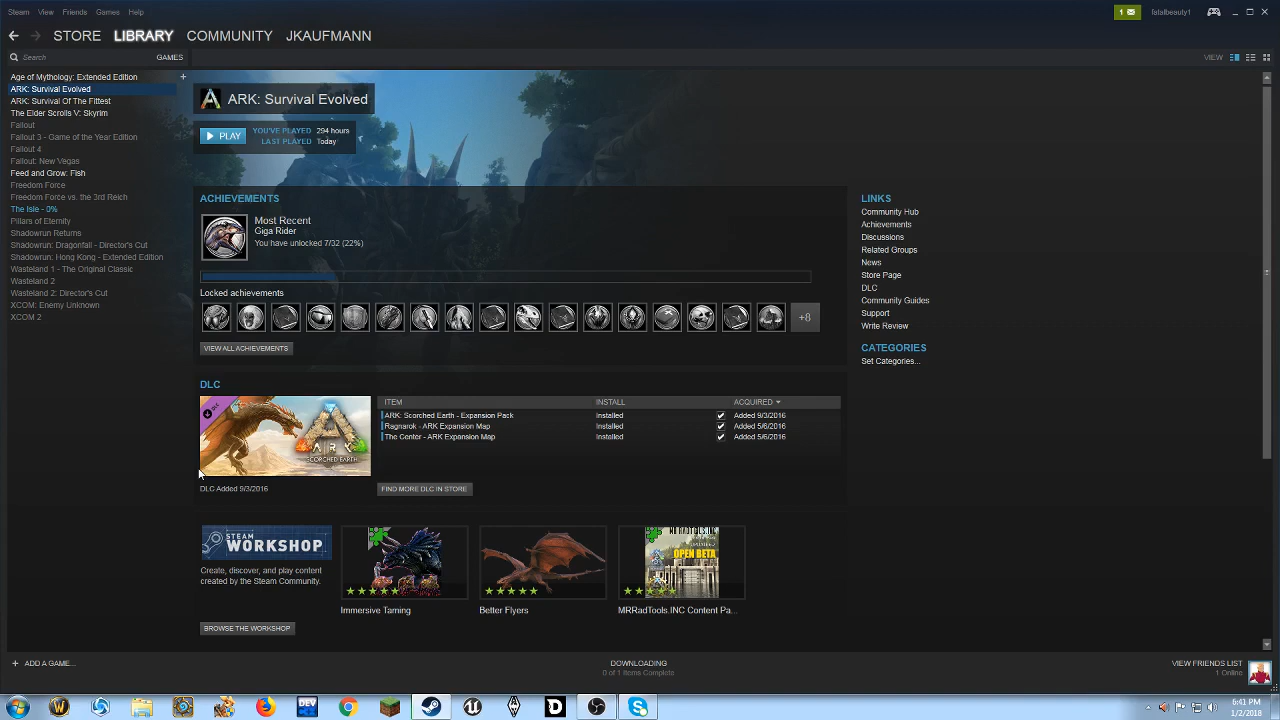 Steam View Friends Games Help
1
fatalbeauty1
STORE LIBRARY COMMUNITY JKAUFMANN
Search GAMES
VIEW
Age of Mythology: Extended Edition
ARK: Survival Evolved
ARK: Survival Of The Fittest
The Elder Scrolls V: Skyrim
Fallout
Fallout 3 - Game of the Year Edition
Fallout 4
Fallout: New Vegas
Feed and Grow: Fish
Freedom Force
Freedom Force vs. the 3rd Reich
The Isle - 0%
Pillars of Eternity
Shadowrun Returns
Shadowrun: Dragonfall - Director's Cut
Shadowrun: Hong Kong - Extended Edition
Wasteland 1 - The Original Classic
Wasteland 2
Wasteland 2: Director's Cut
XCOM: Enemy Unknown
XCOM 2
ARK: Survival Evolved
PLAY
YOU'VE PLAYED 294 hours
LAST PLAYED Today
ACHIEVEMENTS
Most Recent
Giga Rider
You have unlocked 7/32 (22%)
Locked achievements
+8
VIEW ALL ACHIEVEMENTS
DLC
DLC
ARK
SCORCHED EARTH
DLC Added 9/3/2016
ITEM INSTALL ACQUIRED
ARK: Scorched Earth - Expansion Pack Installed Added 9/3/2016
Ragnarok - ARK Expansion Map Installed Added 5/6/2016
The Center - ARK Expansion Map Installed Added 5/6/2016
FIND MORE DLC IN STORE
STEAM
WORKSHOP
Create, discover, and play content
created by the Steam Community.
BROWSE THE WORKSHOP
Immersive Taming
Better Flyers
OPEN BETA
MRRadTools.INC Content Pa...
LINKS
Community Hub
Achievements
Discussions
Related Groups
News
Store Page
DLC
Community Guides
Support
Write Review
CATEGORIES
Set Categories...
+ ADD A GAME...
DOWNLOADING
0 of 1 Items Complete
VIEW FRIENDS LIST
1 Online
DEV
6:41 PM
1/2/2018